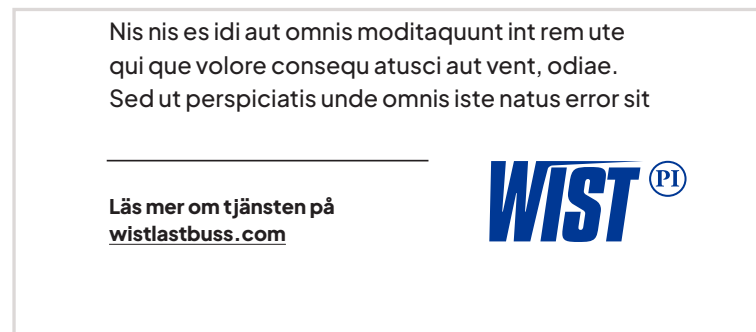 Nis nis es idi aut omnis moditaquunt int rem ute
qui que volore consequ atusci aut vent, odiae.
Sed ut perspiciatis unde omnis iste natus error sit
Läs mer om tjänsten på
wistlastbuss.com
WIST PI